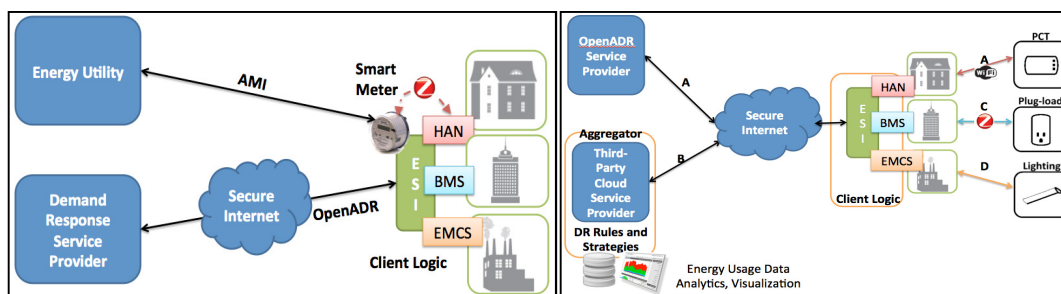 Energy Utility
AMI
Smart
Meter
Z
HAN
E
S
I
BMS
EMCS
Client Logic
Demand
Response
Service
Provider
Secure
Internet
OpenADR
OpenADR
Service
Provider
A
Aggregator
Third-
Party
Cloud
Service
Provider
B
DR Rules and
Strategies
Energy Usage Data
Analytics, Visualization
Secure
Internet
HAN
E
S
I
BMS
EMCS
Client Logic
A
WiFi
C
Z
D
PCT
Plug-load
Lighting